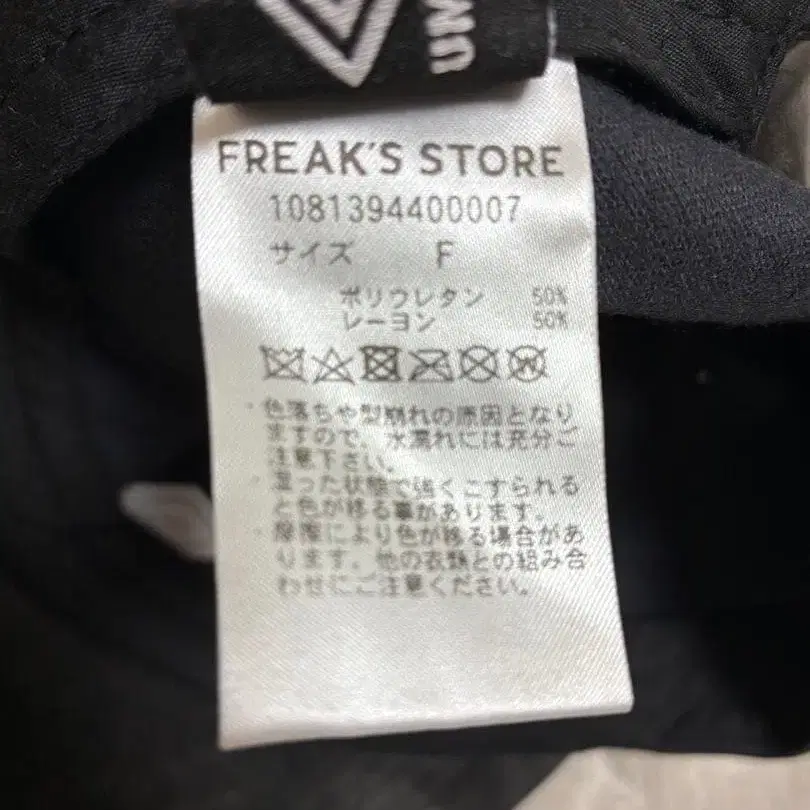 UM
FREAK'S STORE
1081394400007
サイズ F
ポリウレタン 50%
レーヨン 50%
W
・色落ちや型崩れの原因となり
ますので、水濡れには充分ご
注意下さい。
・湿った状態で強くこすられる
と色が移る事があります。
・摩擦により色が移る場合があ
ります。他の衣類との組み合
わせにご注意ください。